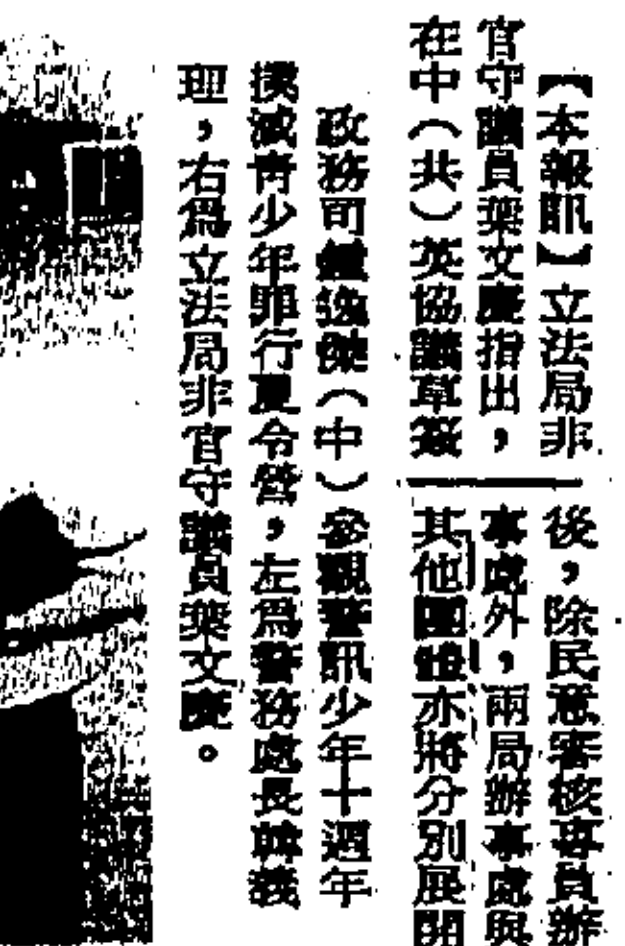 【本報訊】立法局非
官守議員葉文慶指出，
在中（共）英協議草簽
後，除民意審核專員辦
事處外，兩局辦事處與
其他團體亦將分別展開
政務司鍾逸傑（中）參觀警訊少年十週年
撲滅青少年罪行夏令營，左爲警務處長韓義
理，右爲立法局非官守議員葉文慶。